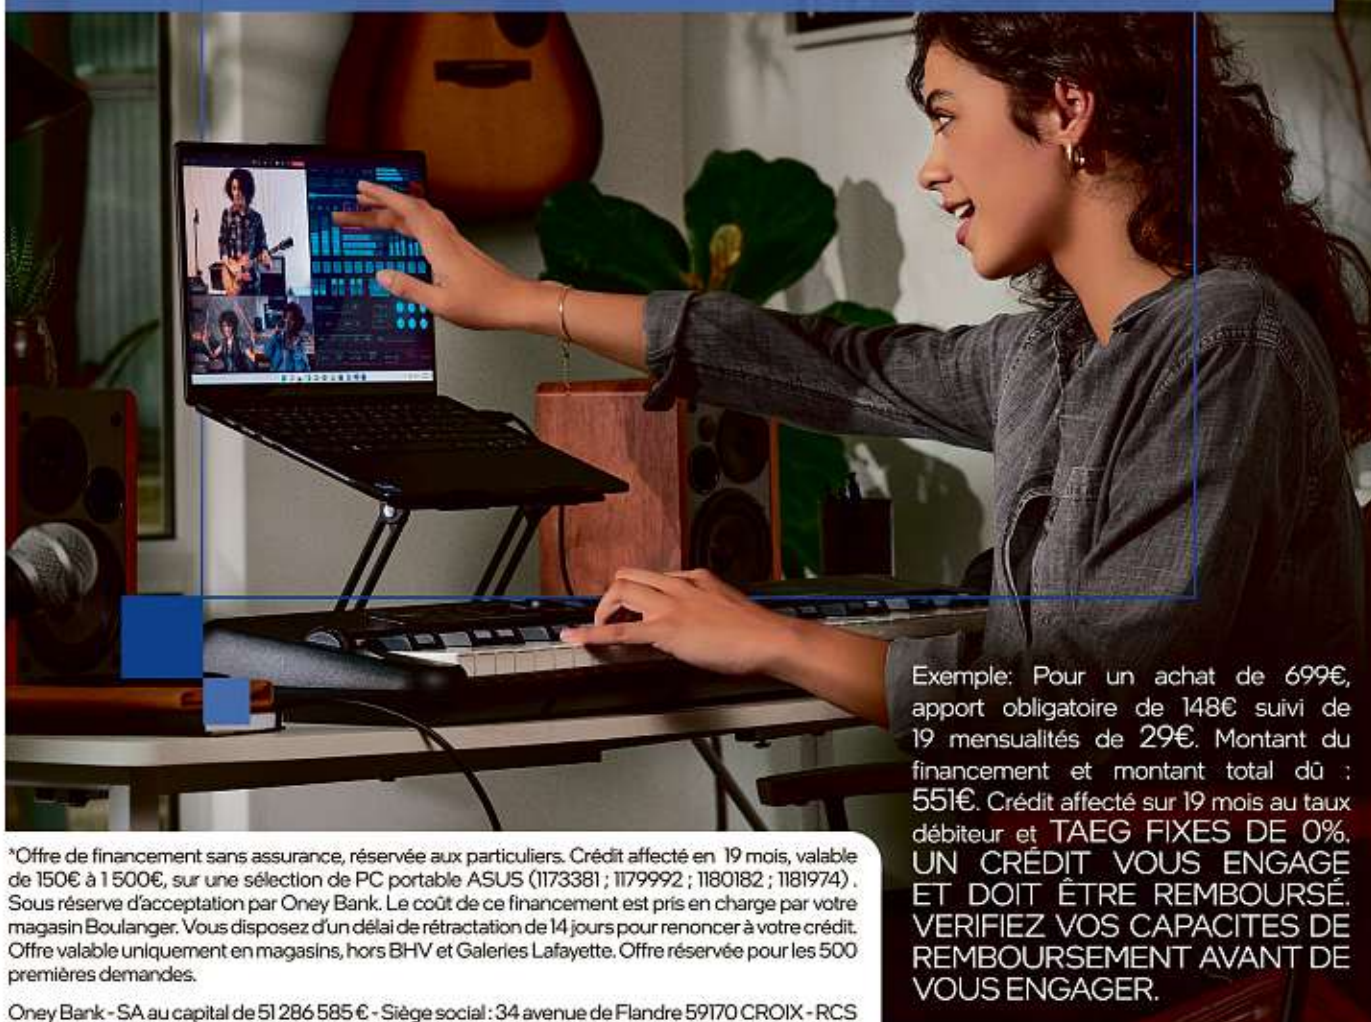 Exemple: Pour un achat de 699€,
apport obligatoire de 148€ suivi de
19 mensualités de 29€. Montant du
financement et montant total dû :
551€. Crédit affecté sur 19 mois au taux
débiteur et TAEG FIXES DE 0%.
UN CRÉDIT VOUS ENGAGE
ET DOIT ÊTRE REMBOURSÉ.
VERIFIEZ VOS CAPACITES DE
REMBOURSEMENT AVANT DE
VOUS ENGAGER.
*Offre de financement sans assurance, réservée aux particuliers. Crédit affecté en 19 mois, valable
de 150€ à 1 500€, sur une sélection de PC portable ASUS (1173381 ; 1179992 ; 1180182 ; 1181974) .
Sous réserve d'acceptation par Oney Bank. Le coût de ce financement est pris en charge par votre
magasin Boulanger. Vous disposez d'un délai de rétractation de 14 jours pour renoncer à votre crédit.
Offre valable uniquement en magasins, hors BHV et Galeries Lafayette. Offre réservée pour les 500
premières demandes.
Oney Bank - SA au capital de 51 286 585 € - Siège social : 34 avenue de Flandre 59170 CROIX - RCS